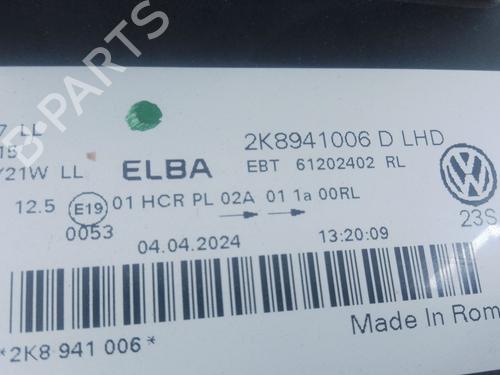 7 LL
15
Y21W LL
ELBA
2K8941006 D LHD
EBT 61202402 RL
12.5 E19 01 HCR PL 02A 01 1a 00RL
0053
04.04.2024
13:20:09
23S
Made In Rom
*2K8 941 006*
B-PARTS